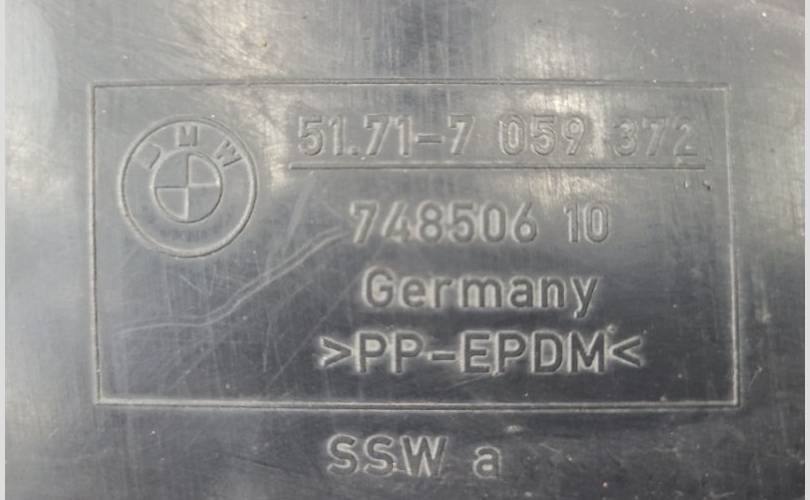 BMW
51.71-7 059 372
748506 10
Germany
>PP-EPDM<
SSW a